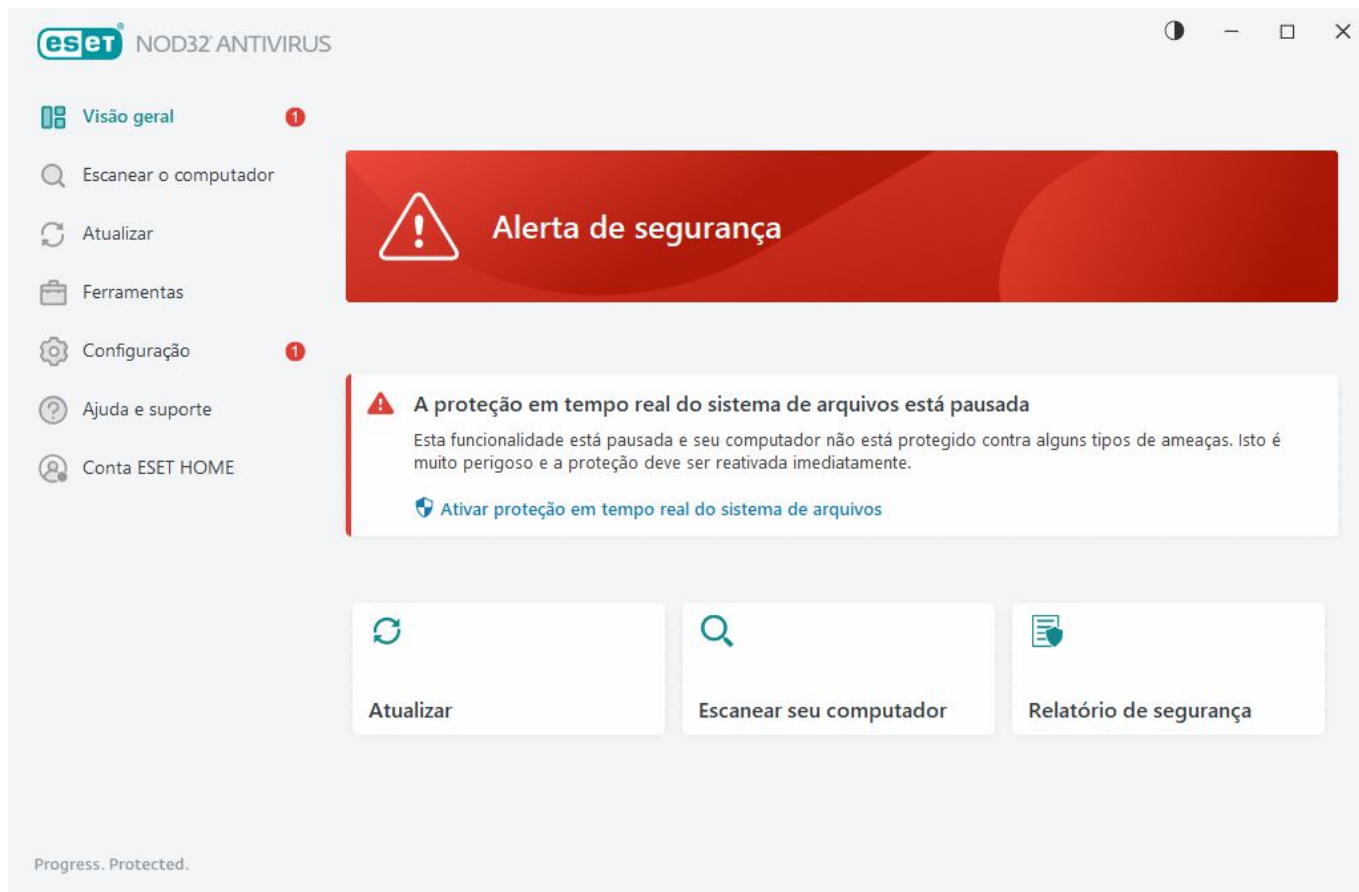 eset® NOD32® ANTIVIRUS
Visão geral 1
Escanear o computador
Atualizar
Ferramentas
Configuração 1
Ajuda e suporte
Conta ESET HOME
Alerta de segurança
A proteção em tempo real do sistema de arquivos está pausada
Esta funcionalidade está pausada e seu computador não está protegido contra alguns tipos de ameaças. Isto é
muito perigoso e a proteção deve ser reativada imediatamente.
Ativar proteção em tempo real do sistema de arquivos
Atualizar
Escanear seu computador
Relatório de segurança
Progress. Protected.